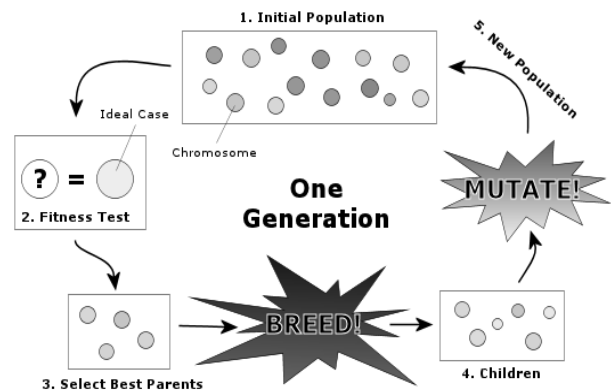 1. Initial Population
5. New Population
Ideal Case
Chromosome
? =
2. Fitness Test
One
Generation
MUTATE!
BREED!
3. Select Best Parents
4. Children